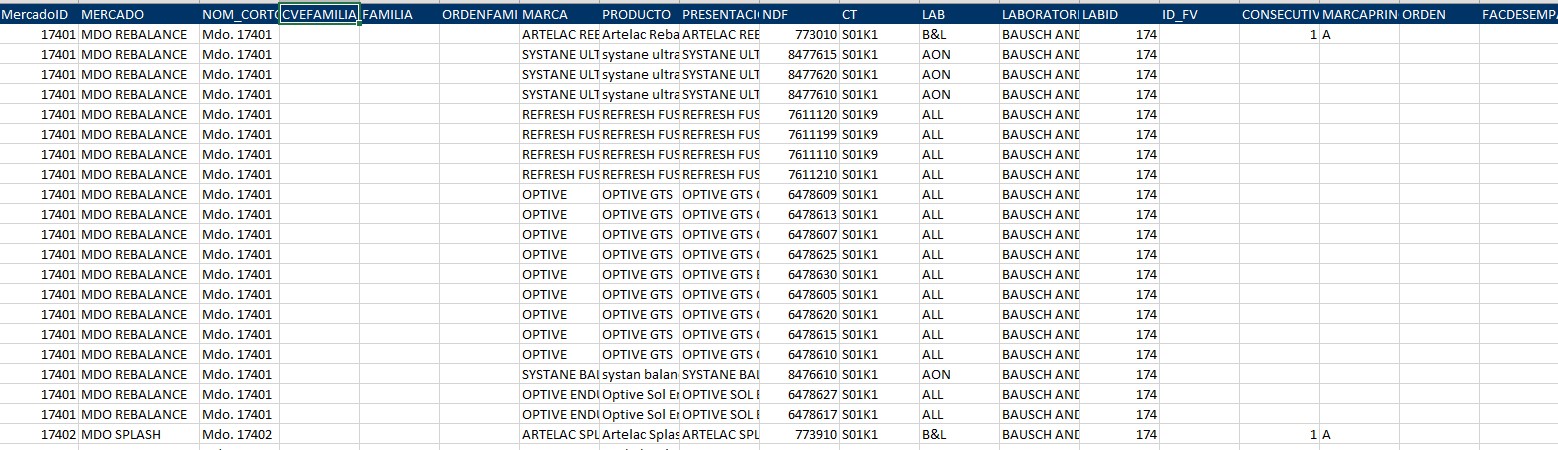 MercadoID MERCADO NOM_CORTO CVEFAMILIA FAMILIA ORDENFAMI MARCA PRODUCTO PRESENTACI NDF CT LAB LABORATORI LABID ID_FV CONSECUTIV MARCAPRIN ORDEN FACDESEMPA
17401 MDO REBALANCE Mdo. 17401 ARTELAC REB Artelac Reba ARTELAC REB 773010 S01K1 B&L BAUSCH AND 174 1 A
17401 MDO REBALANCE Mdo. 17401 SYSTANE ULT systane ultra SYSTANE ULT 8477615 S01K1 AON BAUSCH AND 174
17401 MDO REBALANCE Mdo. 17401 SYSTANE ULT systane ultra SYSTANE ULT 8477620 S01K1 AON BAUSCH AND 174
17401 MDO REBALANCE Mdo. 17401 SYSTANE ULT systane ultra SYSTANE ULT 8477610 S01K1 AON BAUSCH AND 174
17401 MDO REBALANCE Mdo. 17401 REFRESH FUS REFRESH FUS REFRESH FUS 7611120 S01K9 ALL BAUSCH AND 174
17401 MDO REBALANCE Mdo. 17401 REFRESH FUS REFRESH FUS REFRESH FUS 7611199 S01K9 ALL BAUSCH AND 174
17401 MDO REBALANCE Mdo. 17401 REFRESH FUS REFRESH FUS REFRESH FUS 7611110 S01K9 ALL BAUSCH AND 174
17401 MDO REBALANCE Mdo. 17401 REFRESH FUS REFRESH FUS REFRESH FUS 7611210 S01K9 ALL BAUSCH AND 174
17401 MDO REBALANCE Mdo. 17401 OPTIVE OPTIVE GTS OPTIVE GTS 6478609 S01K1 ALL BAUSCH AND 174
17401 MDO REBALANCE Mdo. 17401 OPTIVE OPTIVE GTS OPTIVE GTS 6478613 S01K1 ALL BAUSCH AND 174
17401 MDO REBALANCE Mdo. 17401 OPTIVE OPTIVE GTS OPTIVE GTS 6478607 S01K1 ALL BAUSCH AND 174
17401 MDO REBALANCE Mdo. 17401 OPTIVE OPTIVE GTS OPTIVE GTS 6478625 S01K1 ALL BAUSCH AND 174
17401 MDO REBALANCE Mdo. 17401 OPTIVE OPTIVE GTS OPTIVE GTS 6478630 S01K1 ALL BAUSCH AND 174
17401 MDO REBALANCE Mdo. 17401 OPTIVE OPTIVE GTS OPTIVE GTS 6478605 S01K1 ALL BAUSCH AND 174
17401 MDO REBALANCE Mdo. 17401 OPTIVE OPTIVE GTS OPTIVE GTS 6478620 S01K1 ALL BAUSCH AND 174
17401 MDO REBALANCE Mdo. 17401 OPTIVE OPTIVE GTS OPTIVE GTS 6478615 S01K1 ALL BAUSCH AND 174
17401 MDO REBALANCE Mdo. 17401 OPTIVE OPTIVE GTS OPTIVE GTS 6478610 S01K1 ALL BAUSCH AND 174
17401 MDO REBALANCE Mdo. 17401 SYSTANE BAL systan balan SYSTANE BAL 8476610 S01K1 AON BAUSCH AND 174
17401 MDO REBALANCE Mdo. 17401 OPTIVE ENDU Optive Sol En OPTIVE SOL E 6478627 S01K1 ALL BAUSCH AND 174
17401 MDO REBALANCE Mdo. 17401 OPTIVE ENDU Optive Sol En OPTIVE SOL E 6478617 S01K1 ALL BAUSCH AND 174
17402 MDO SPLASH Mdo. 17402 ARTELAC SPL Artelac Splas ARTELAC SPL 773910 S01K1 B&L BAUSCH AND 174 1 A